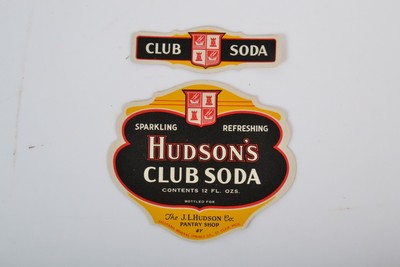 CLUB SODA
SPARKLING REFRESHING
HUDSON'S
CLUB SODA
CONTENTS 12 FL. OZS.
BOTTLED FOR
The J.L. HUDSON Co.
PANTRY SHOP
BY